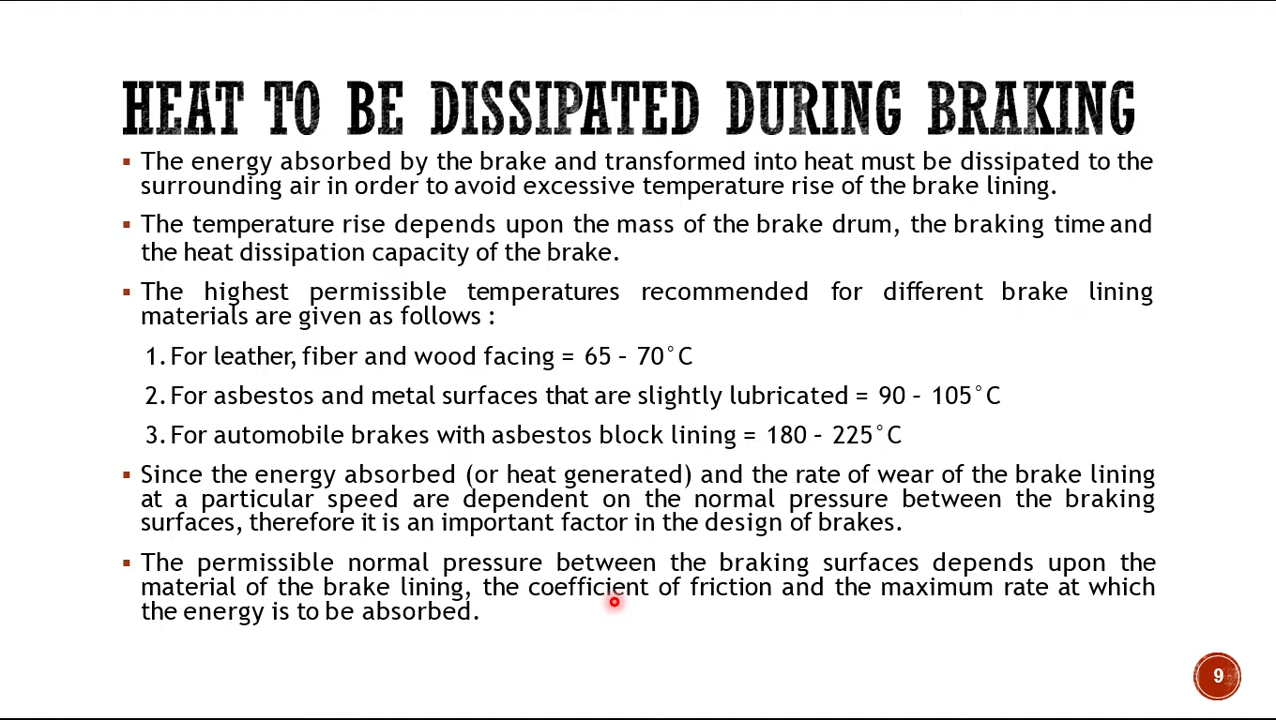 HEAT TO BE DISSIPATED DURING BRAKING
▪ The energy absorbed by the brake and transformed into heat must be dissipated to the
surrounding air in order to avoid excessive temperature rise of the brake lining.
▪ The temperature rise depends upon the mass of the brake drum, the braking time and
the heat dissipation capacity of the brake.
▪ The highest permissible temperatures recommended for different brake lining
materials are given as follows :
1. For leather, fiber and wood facing = 65 – 70°C
2. For asbestos and metal surfaces that are slightly lubricated = 90 – 105°C
3. For automobile brakes with asbestos block lining = 180 – 225°C
▪ Since the energy absorbed (or heat generated) and the rate of wear of the brake lining
at a particular speed are dependent on the normal pressure between the braking
surfaces, therefore it is an important factor in the design of brakes.
▪ The permissible normal pressure between the braking surfaces depends upon the
material of the brake lining, the coefficient of friction and the maximum rate at which
the energy is to be absorbed.
9